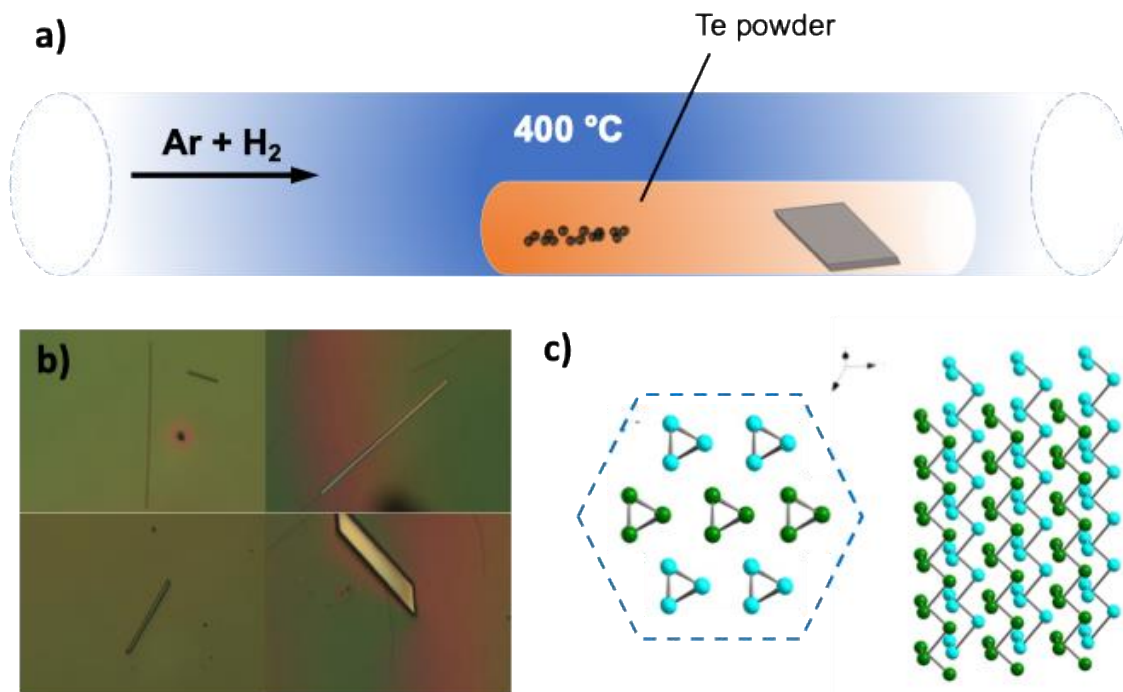 a)
Te powder
400 °C
Ar + H₂
b)
c)